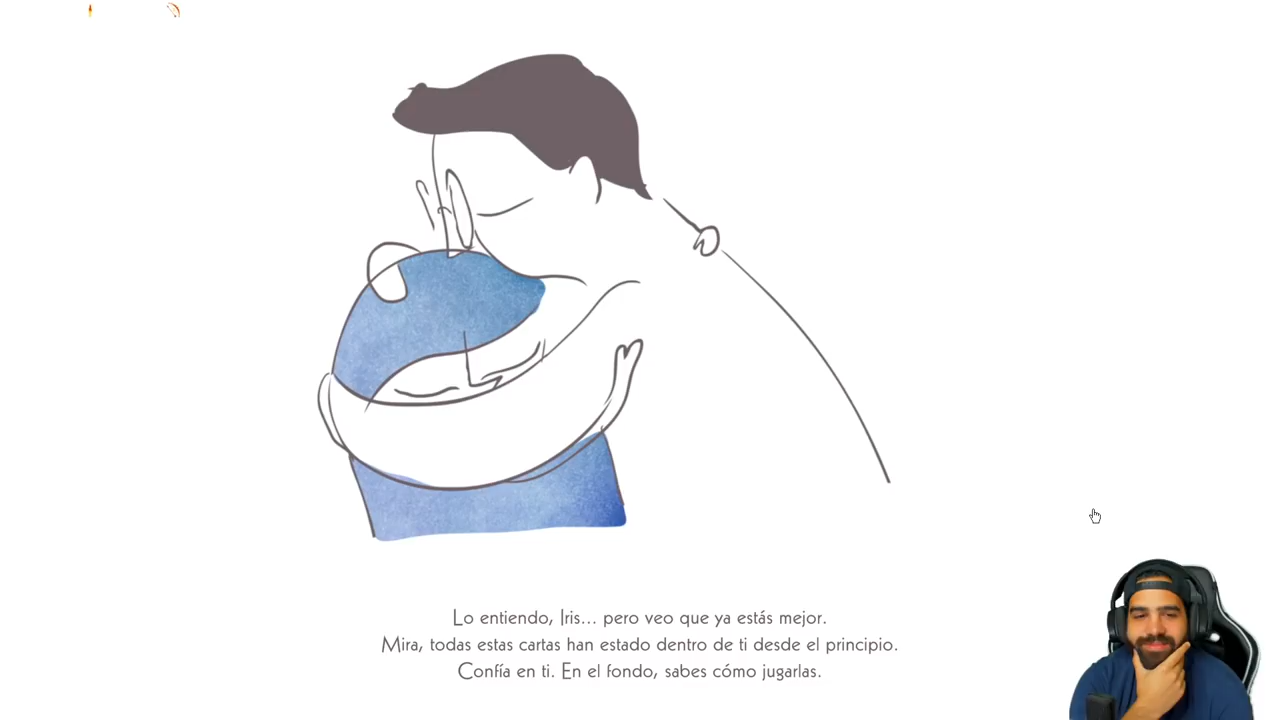 Lo entiendo, Iris... pero veo que ya estás mejor.
Mira, todas estas cartas han estado dentro de ti desde el principio.
Confía en ti. En el fondo, sabes cómo jugarlas.